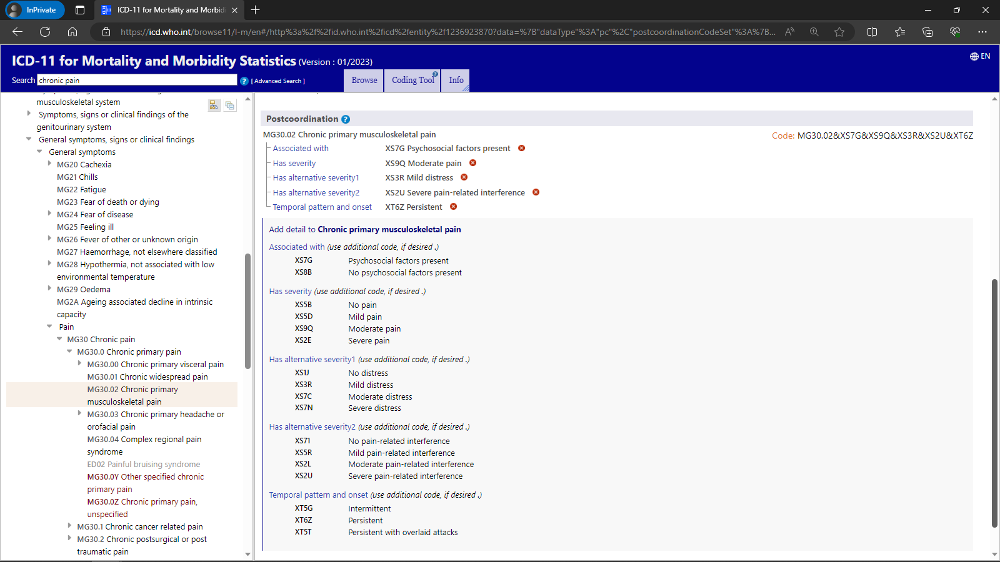 InPrivate
ICD-11 for Mortality and Morbidi
https://icd.who.int/browse11/l-m/en#/http%3a%2f%2fid.who.int%2ficd%2fentity%2f1236923870?data=%7B"dataType"%3A"pc"%2C"postcoordinationCodeSet"%3A%7B...
ICD-11 for Mortality and Morbidity Statistics (Version : 01/2023)
EN
Search chronic pain ? [ Advanced Search ]
Browse
Coding Tool ?
Info
musculoskeletal system
Symptoms, signs or clinical findings of the
genitourinary system
General symptoms, signs or clinical findings
General symptoms
MG20 Cachexia
MG21 Chills
MG22 Fatigue
MG23 Fear of death or dying
MG24 Fear of disease
MG25 Feeling ill
MG26 Fever of other or unknown origin
MG27 Haemorrhage, not elsewhere classified
MG28 Hypothermia, not associated with low
environmental temperature
MG29 Oedema
MG2A Ageing associated decline in intrinsic
capacity
Pain
MG30 Chronic pain
MG30.0 Chronic primary pain
MG30.00 Chronic primary visceral pain
MG30.01 Chronic widespread pain
MG30.02 Chronic primary
musculoskeletal pain
MG30.03 Chronic primary headache or
orofacial pain
MG30.04 Complex regional pain
syndrome
ED02 Painful bruising syndrome
MG30.0Y Other specified chronic
primary pain
MG30.0Z Chronic primary pain,
unspecified
MG30.1 Chronic cancer related pain
MG30.2 Chronic postsurgical or post
traumatic pain
Postcoordination ?
MG30.02 Chronic primary musculoskeletal pain
Code: MG30.02&XS7G&XS9Q&XS3R&XS2U&XT6Z
Associated with XS7G Psychosocial factors present
Has severity XS9Q Moderate pain
Has alternative severity1 XS3R Mild distress
Has alternative severity2 XS2U Severe pain-related interference
Temporal pattern and onset XT6Z Persistent
Add detail to Chronic primary musculoskeletal pain
Associated with (use additional code, if desired .)
XS7G Psychosocial factors present
XS8B No psychosocial factors present
Has severity (use additional code, if desired .)
XS5B No pain
XS5D Mild pain
XS9Q Moderate pain
XS2E Severe pain
Has alternative severity1 (use additional code, if desired .)
XS1J No distress
XS3R Mild distress
XS7C Moderate distress
XS7N Severe distress
Has alternative severity2 (use additional code, if desired .)
XS71 No pain-related interference
XS5R Mild pain-related interference
XS2L Moderate pain-related interference
XS2U Severe pain-related interference
Temporal pattern and onset (use additional code, if desired .)
XT5G Intermittent
XT6Z Persistent
XT5T Persistent with overlaid attacks